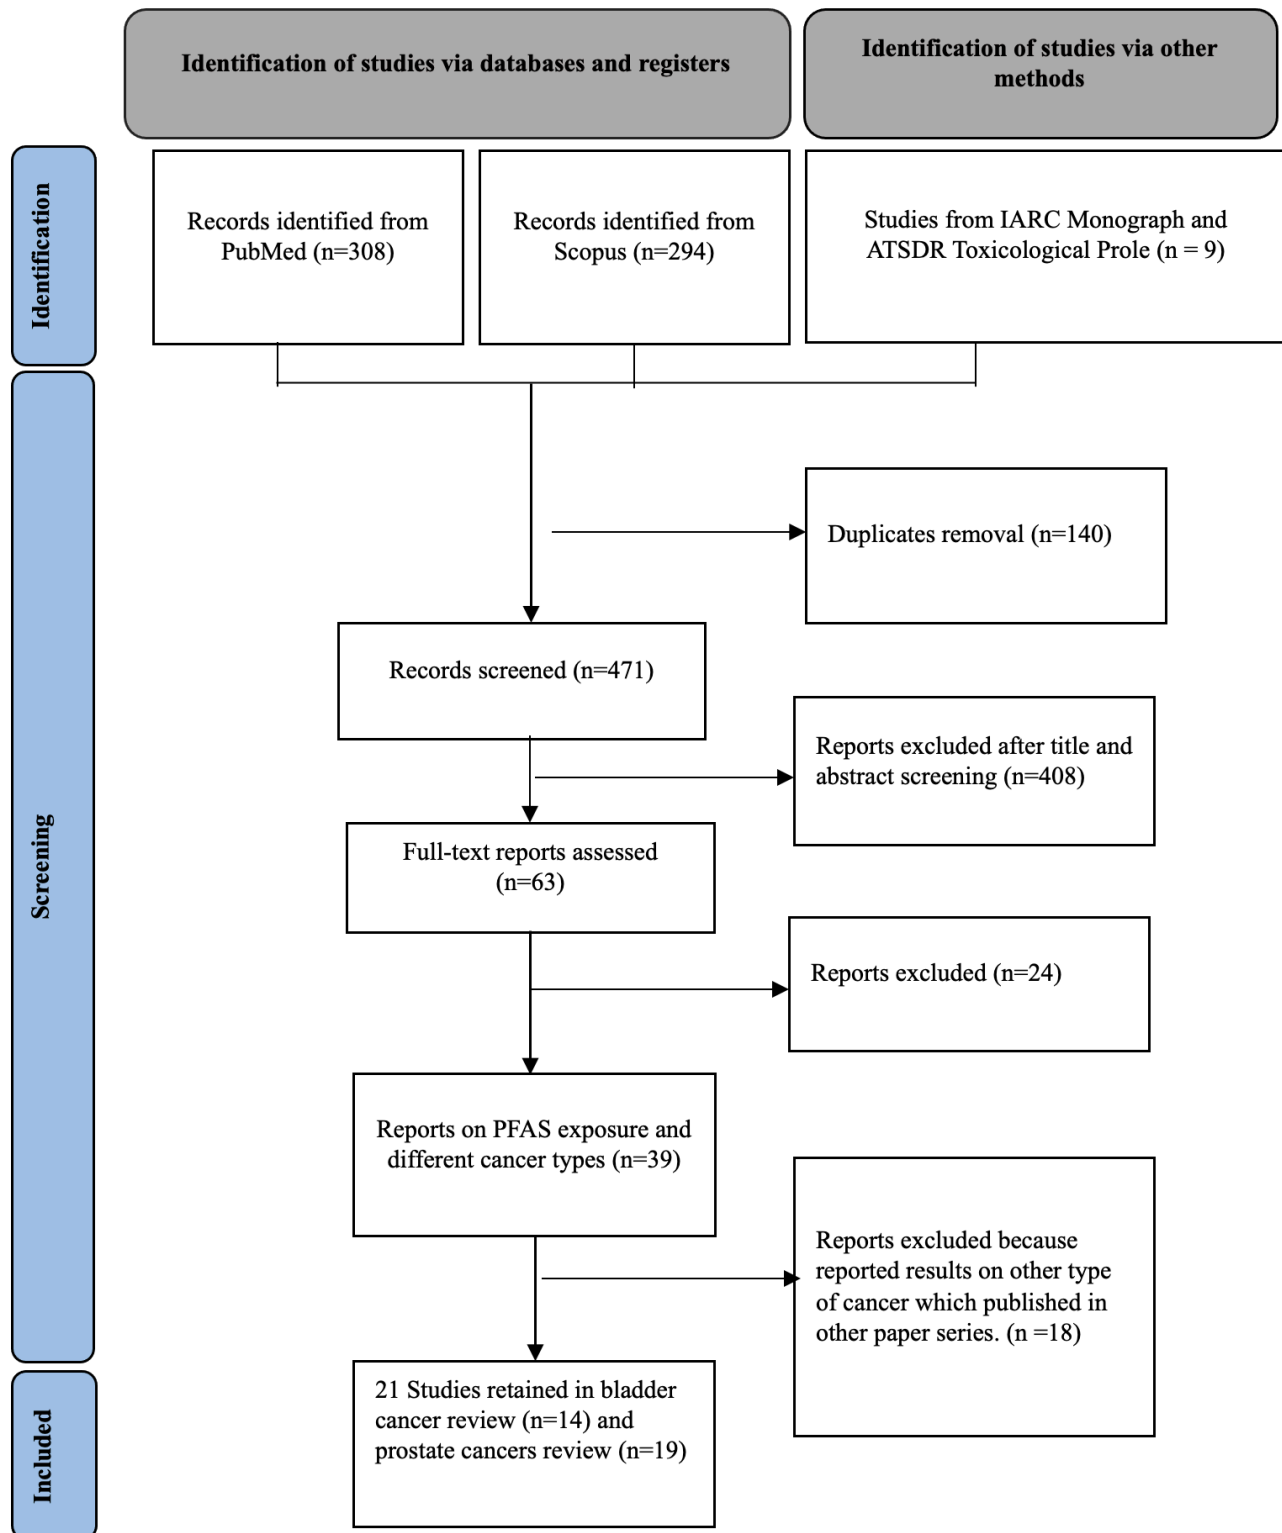 Identification of studies via databases and registers
Identification of studies via other
methods
Identification
Records identified from
PubMed (n=308)
Records identified from
Scopus (n=294)
Studies from IARC Monograph and
ATSDR Toxicological Prole (n = 9)
Screening
Duplicates removal (n=140)
Records screened (n=471)
Reports excluded after title and
abstract screening (n=408)
Full-text reports assessed
(n=63)
Reports excluded (n=24)
Reports on PFAS exposure and
different cancer types (n=39)
Reports excluded because
reported results on other type
of cancer which published in
other paper series. (n =18)
Included
21 Studies retained in bladder
cancer review (n=14) and
prostate cancers review (n=19)